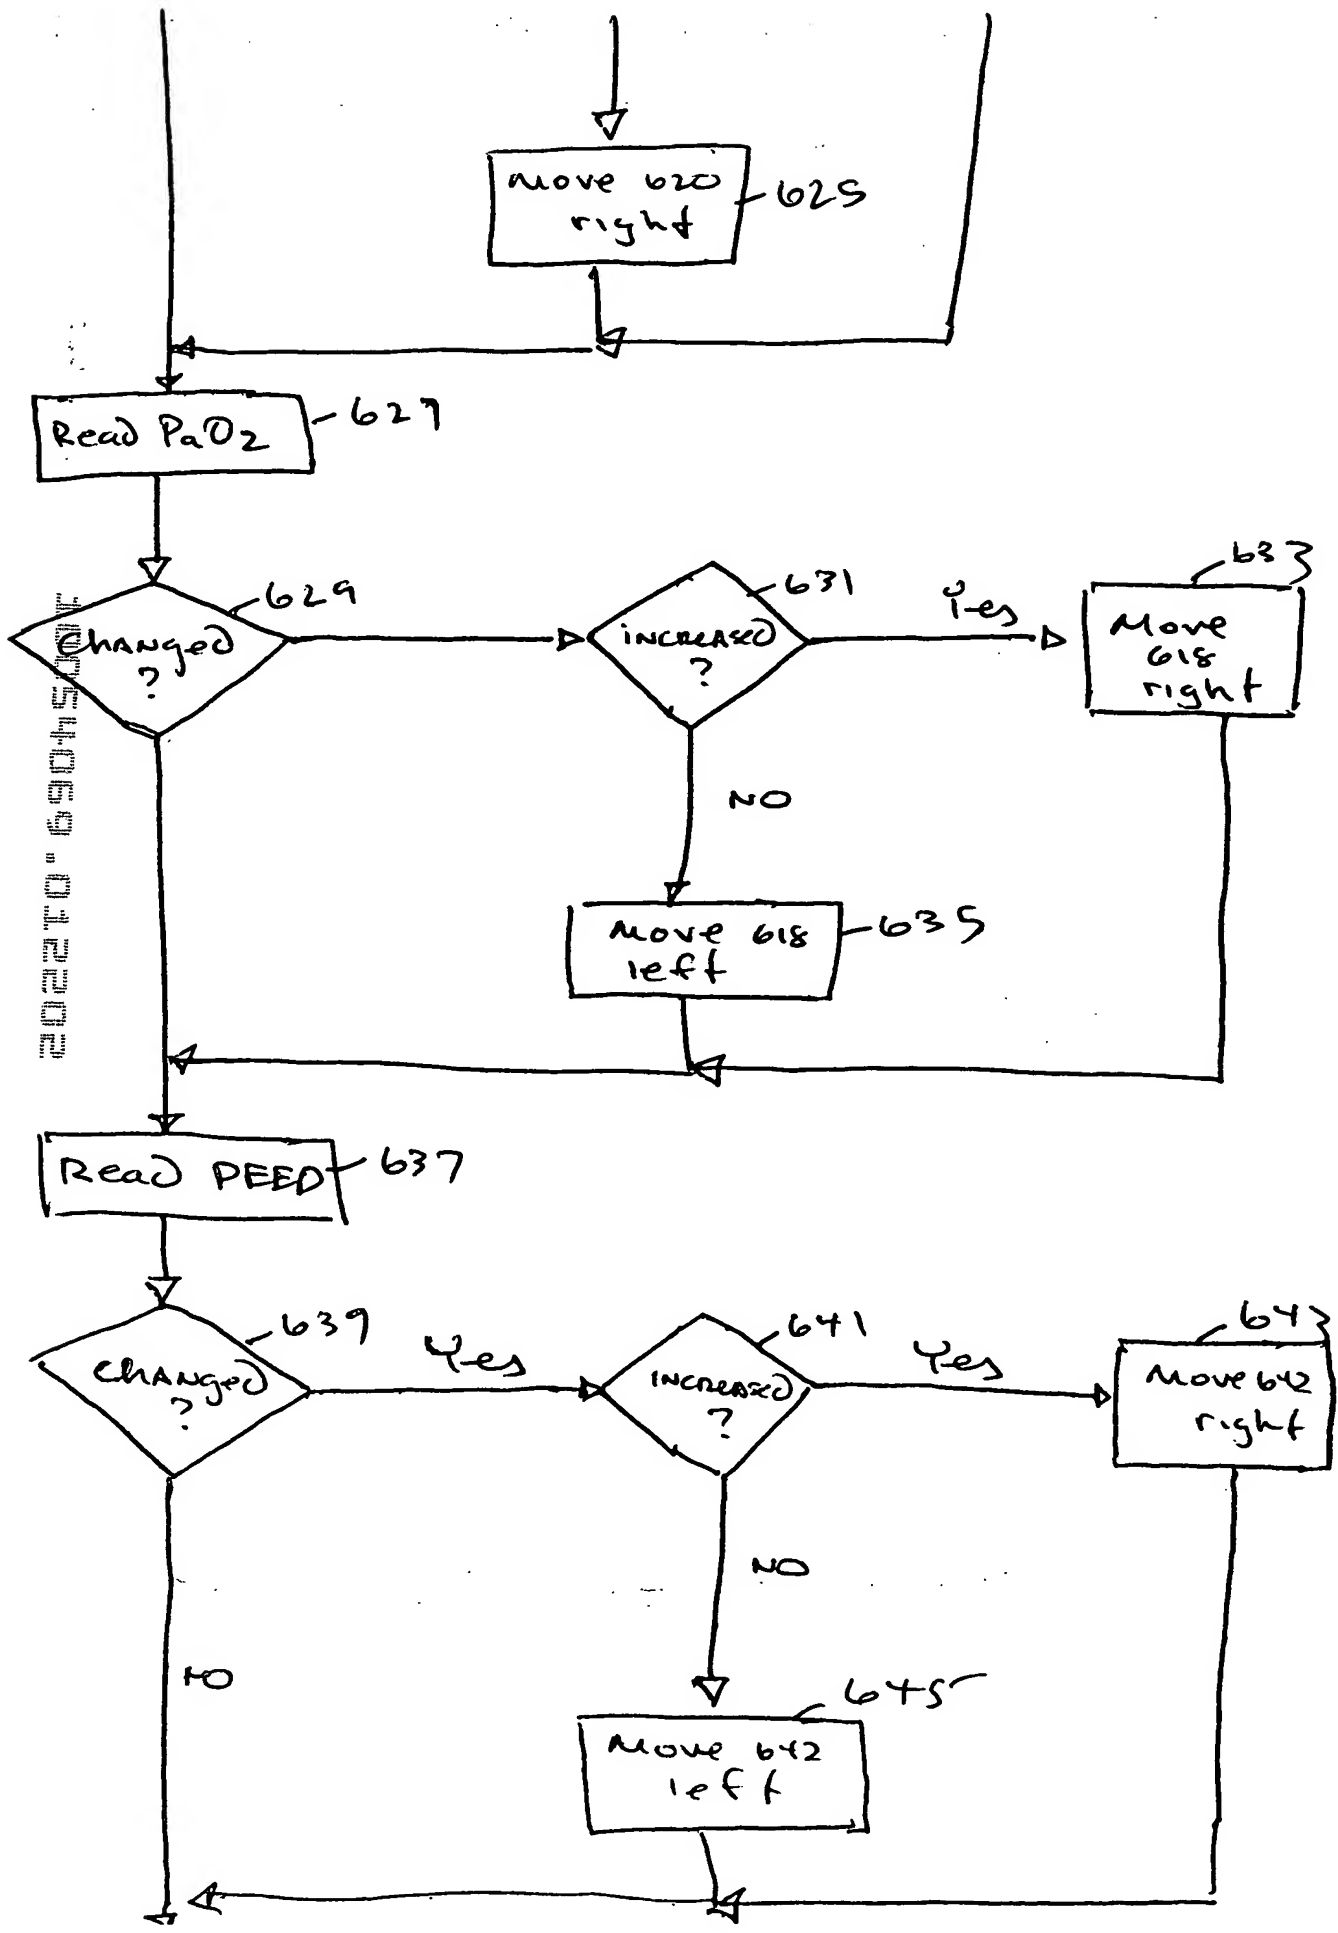 Move 620
right
625
Read PaO2
627
Changed
?
629
INCREASED
?
631
Yes
633
Move
618
right
NO
Move 618
left
635
10054069.012202
Read PEEP
637
Changed
?
639
Yes
INCREASED
?
641
Yes
643
Move 642
right
NO
NO
645
Move 642
left